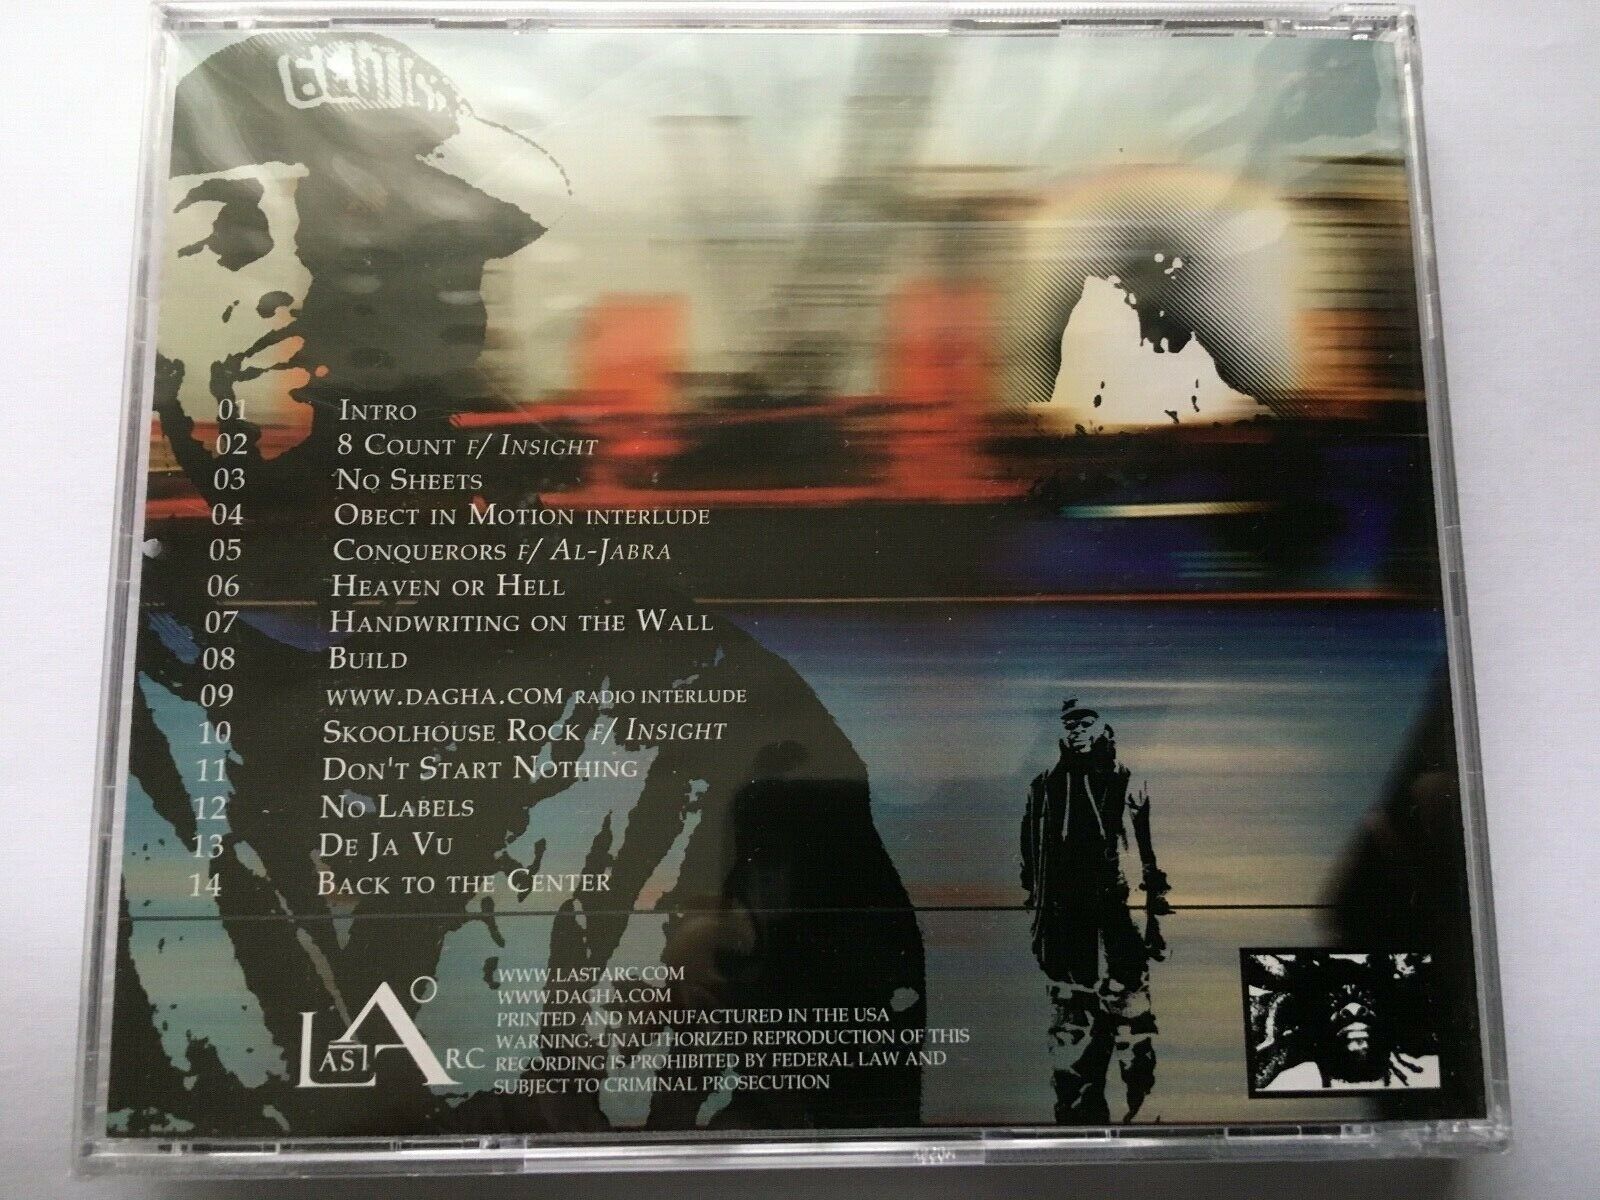 01 Intro
02 8 Count f/ Insight
03 No Sheets
04 Obect in Motion interlude
05 Conquerors f/ Al-Jabra
06 Heaven or Hell
07 Handwriting on the Wall
08 Build
09 www.dagha.com radio interlude
10 Skoolhouse Rock f/ Insight
11 Don't Start Nothing
12 No Labels
13 De Ja Vu
14 Back to the Center
Last Arc
www.lastarc.com
www.dagha.com
Printed and manufactured in the USA
Warning: Unauthorized reproduction of this
recording is prohibited by federal law and
subject to criminal prosecution